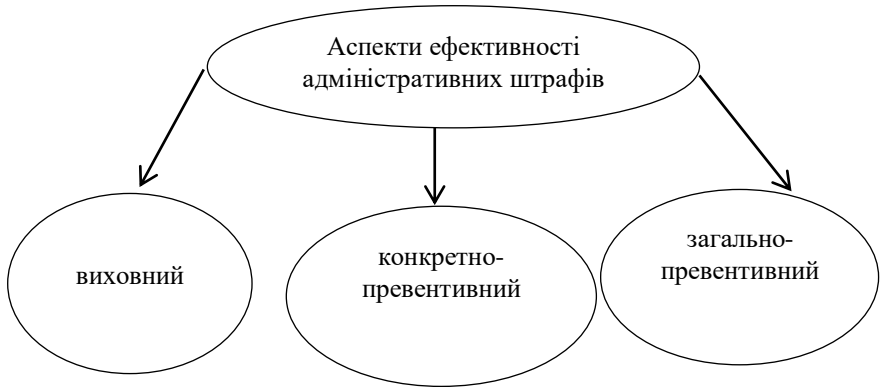 Аспекти ефективності
адміністративних штрафів
виховний
конкретно-
превентивний
загально-
превентивний